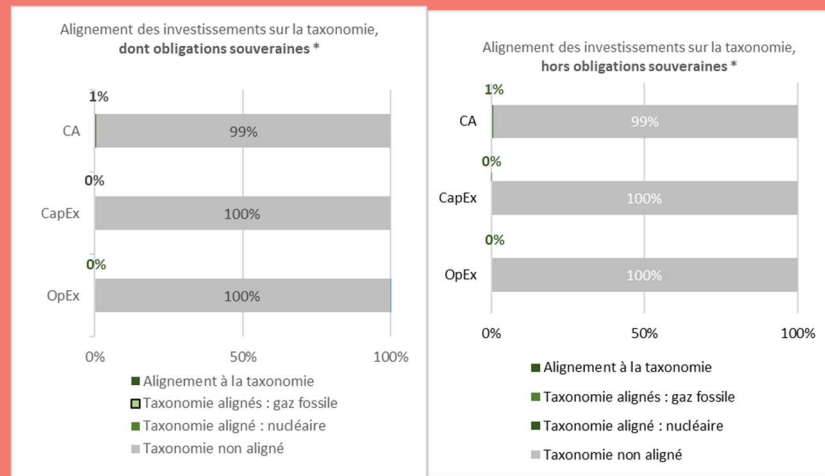 Alignement des investissements sur la taxonomie,
dont obligations souveraines *
1%
CA
99%
0%
CapEx
100%
0%
OpEx
100%
0%
50%
100%
Alignement à la taxonomie
Taxonomie alignés : gaz fossile
Taxonomie aligné : nucléaire
Taxonomie non aligné
Alignement des investissements sur la taxonomie,
hors obligations souveraines *
1%
CA
99%
0%
CapEx
100%
0%
OpEx
100%
0%
50%
100%
Alignement à la taxonomie
Taxonomie alignés : gaz fossile
Taxonomie aligné : nucléaire
Taxonomie non aligné